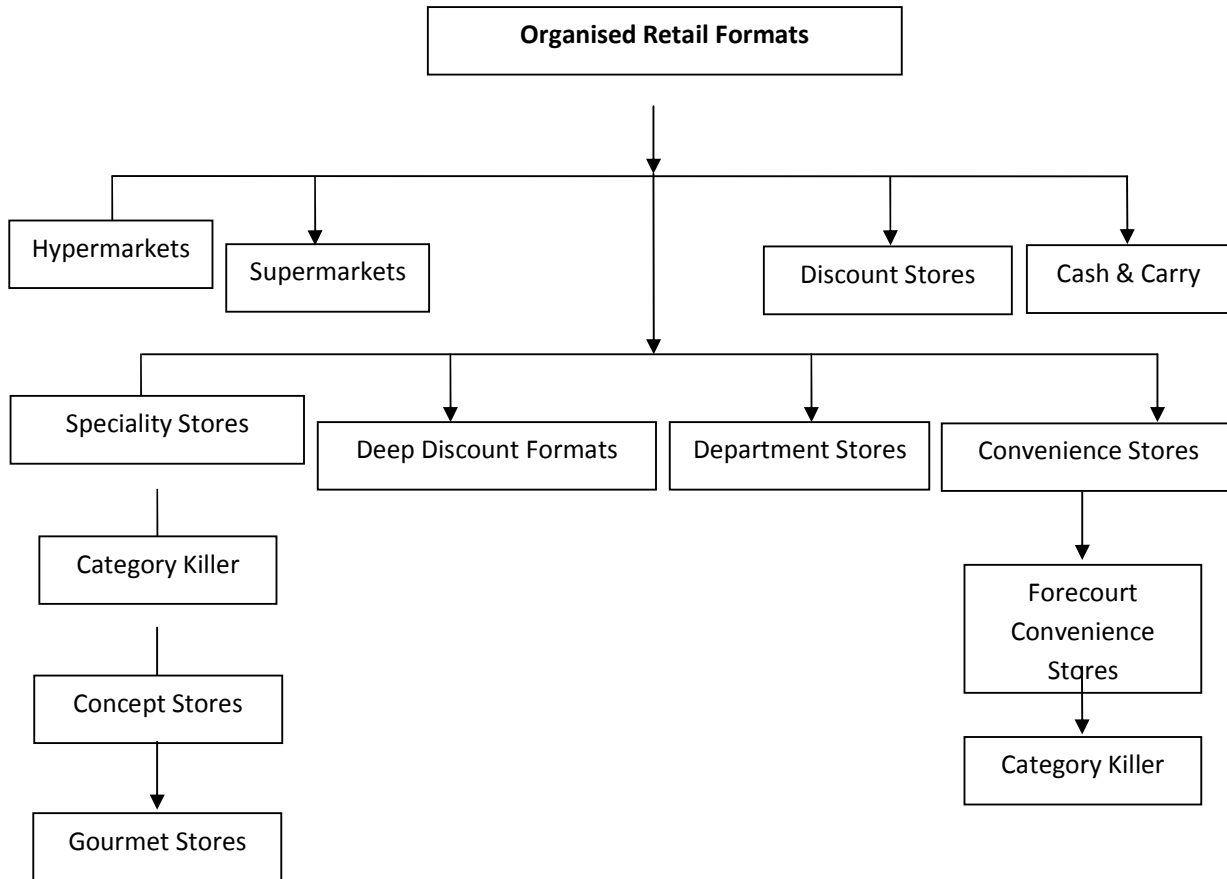 Organised Retail Formats
Hypermarkets
Supermarkets
Discount Stores
Cash & Carry
Speciality Stores
Deep Discount Formats
Department Stores
Convenience Stores
Category Killer
Forecourt
Convenience
Stores
Concept Stores
Category Killer
Gourmet Stores